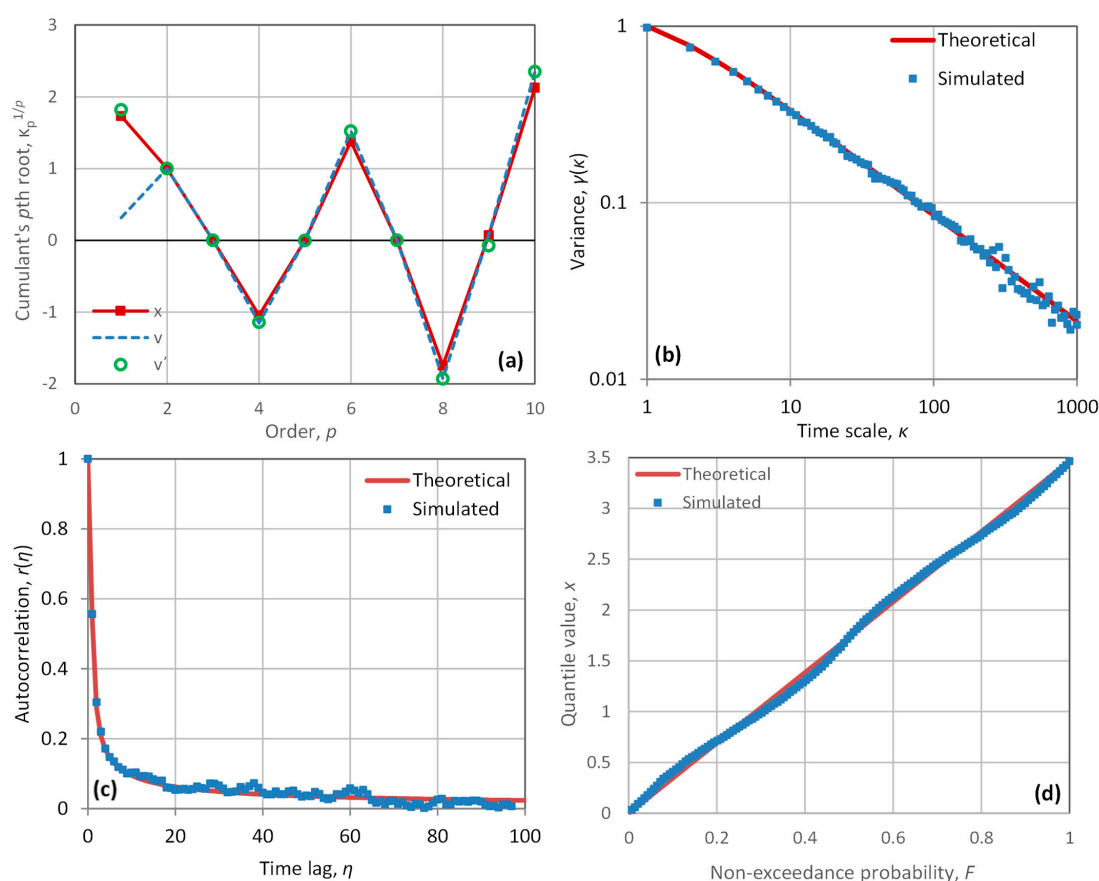 3
2
1
0
-1
-2
Cumulant's pth root, κp^1/p
x
v
v′
(a)
0
2
4
6
8
10
Order, p
1
0.1
0.01
Variance, γ(κ)
Theoretical
Simulated
(b)
1
10
100
1000
Time scale, κ
1
0.8
0.6
0.4
0.2
0
Autocorrelation, r(η)
Theoretical
Simulated
(c)
0
20
40
60
80
100
Time lag, η
3.5
3
2.5
2
1.5
1
0.5
0
Quantile value, x
Theoretical
Simulated
(d)
0
0.2
0.4
0.6
0.8
1
Non-exceedance probability, F